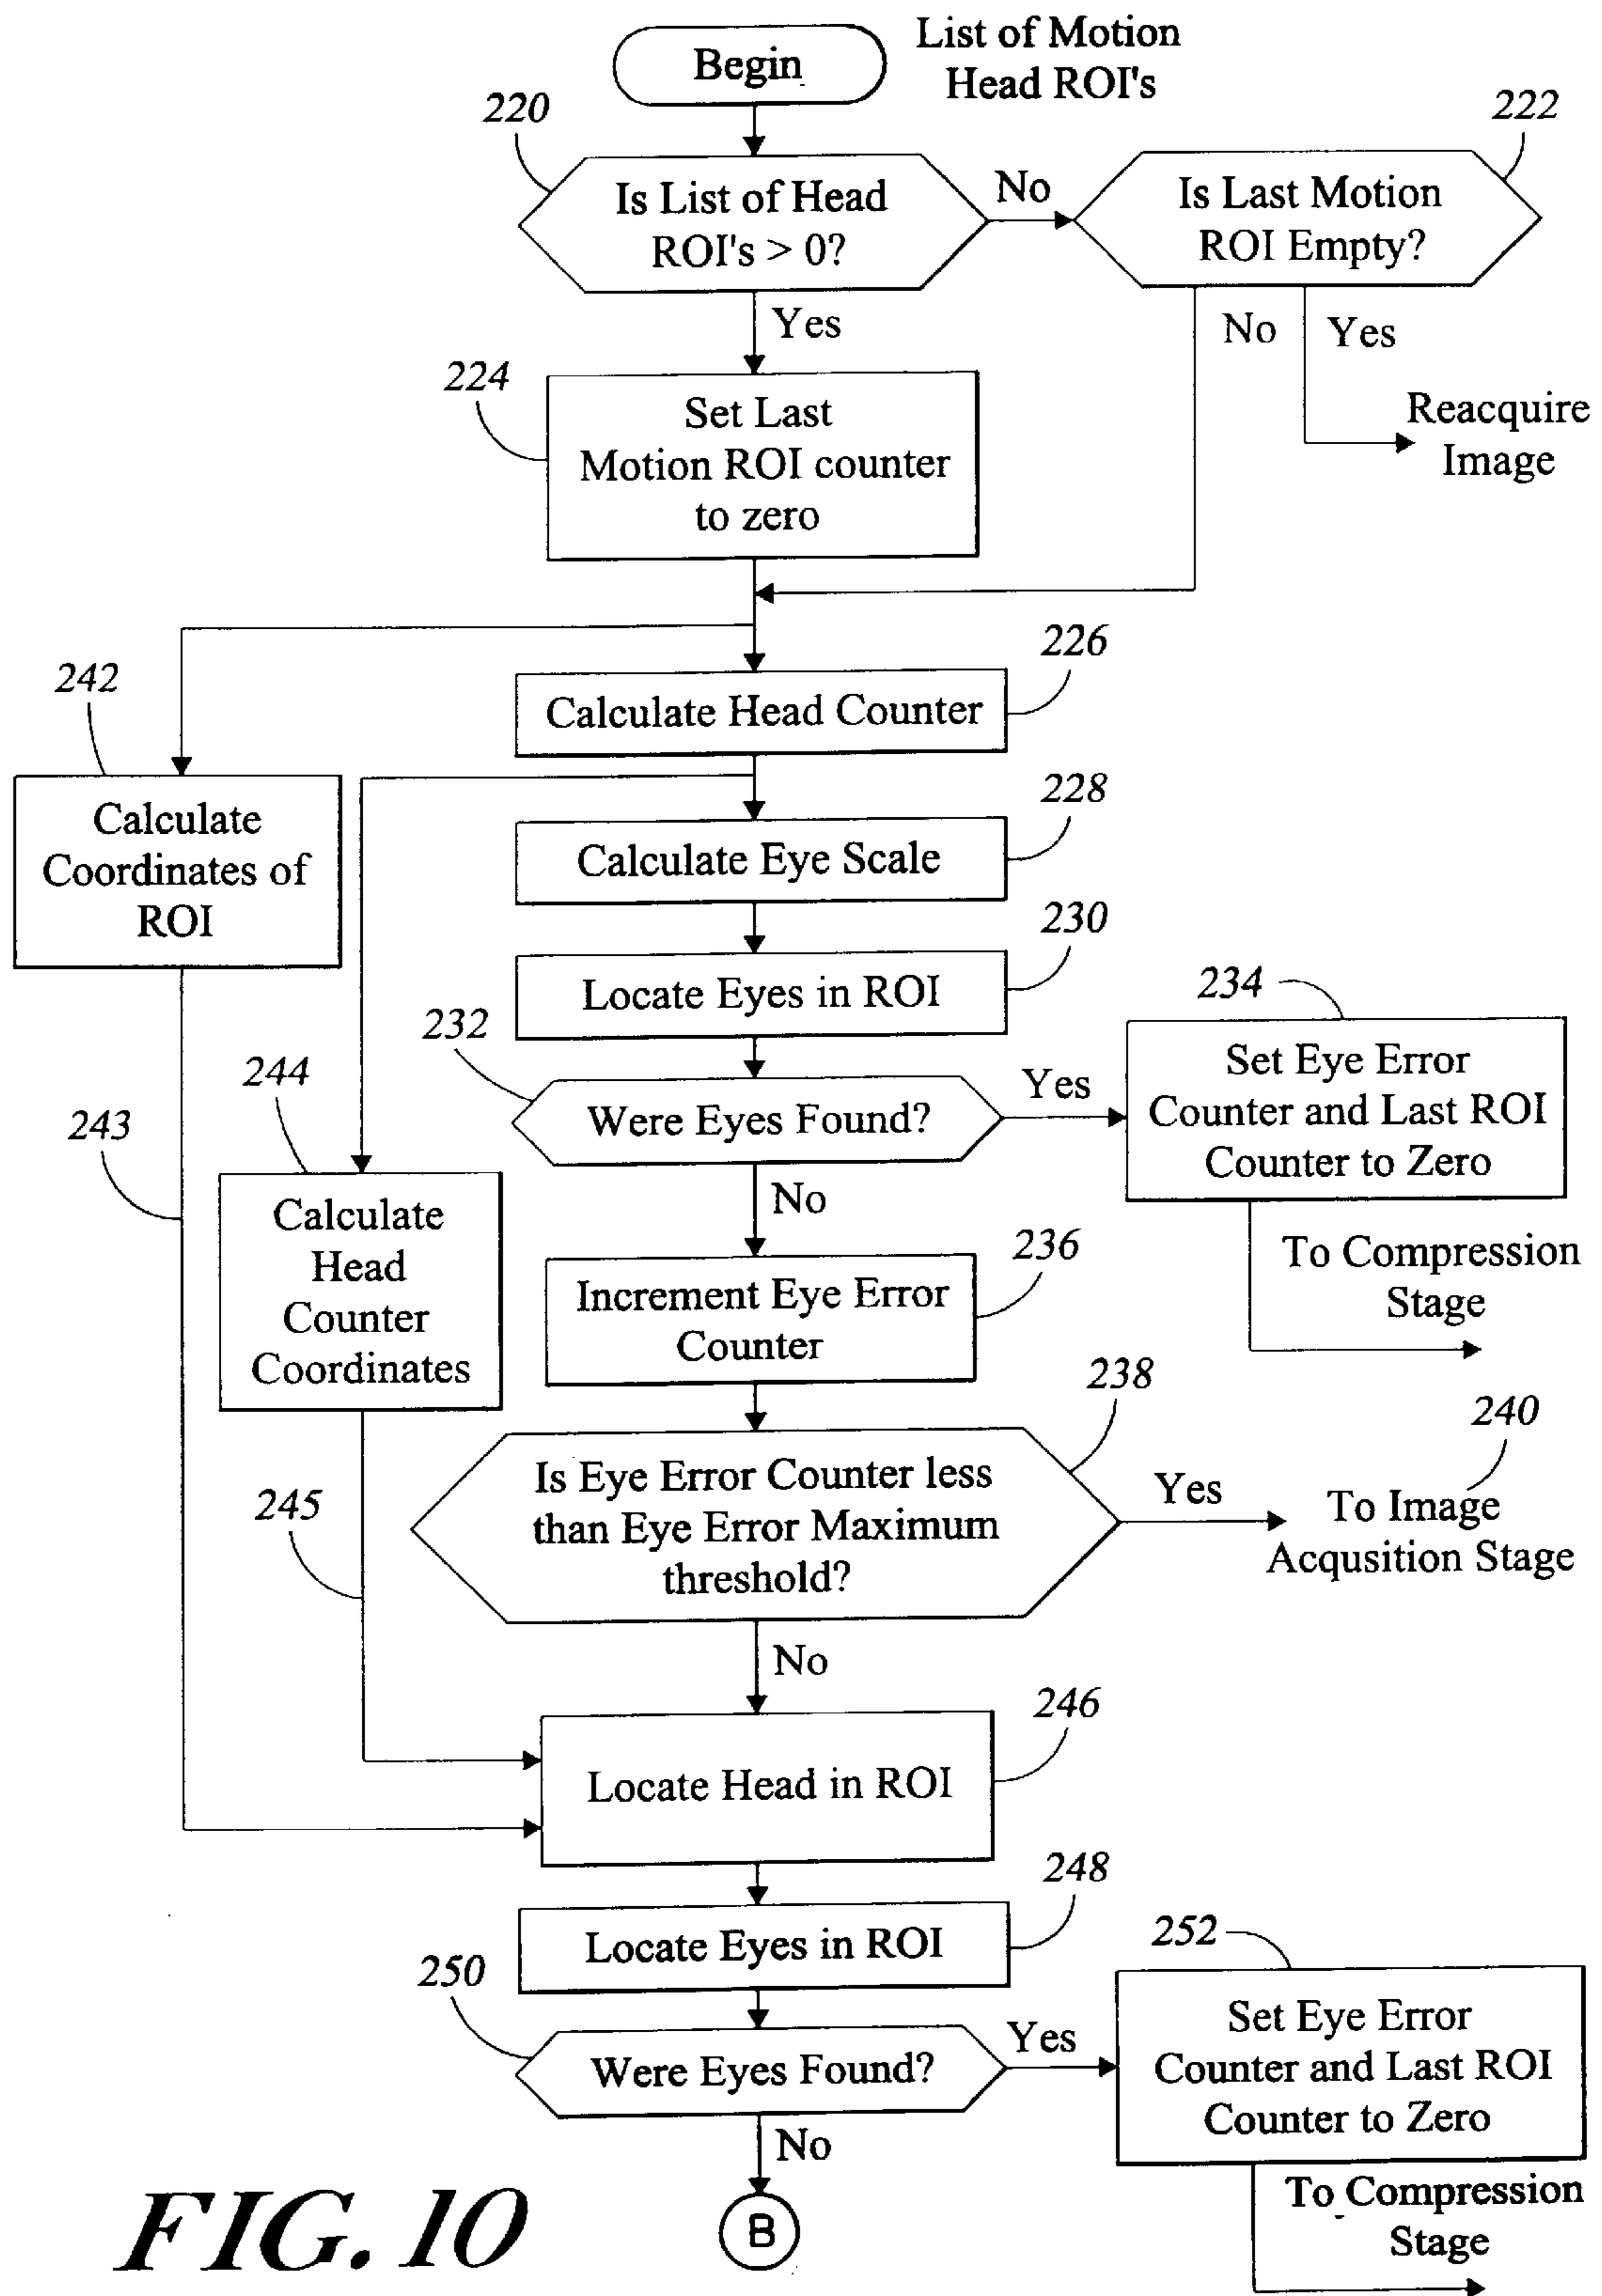 Begin
List of Motion
Head ROI's
220
222
Is List of Head
ROI's > 0?
No
Is Last Motion
ROI Empty?
Yes
No
Yes
224
Set Last
Motion ROI counter
to zero
Reacquire
Image
226
Calculate Head Counter
242
Calculate
Coordinates of
ROI
228
Calculate Eye Scale
230
Locate Eyes in ROI
232
Were Eyes Found?
Yes
234
Set Eye Error
Counter and Last ROI
Counter to Zero
To Compression
Stage
243
244
Calculate
Head
Counter
Coordinates
No
236
Increment Eye Error
Counter
238
Is Eye Error Counter less
than Eye Error Maximum
threshold?
Yes
240
To Image
Acqusition Stage
245
No
246
Locate Head in ROI
248
Locate Eyes in ROI
250
Were Eyes Found?
Yes
252
Set Eye Error
Counter and Last ROI
Counter to Zero
To Compression
Stage
No
B
FIG. 10